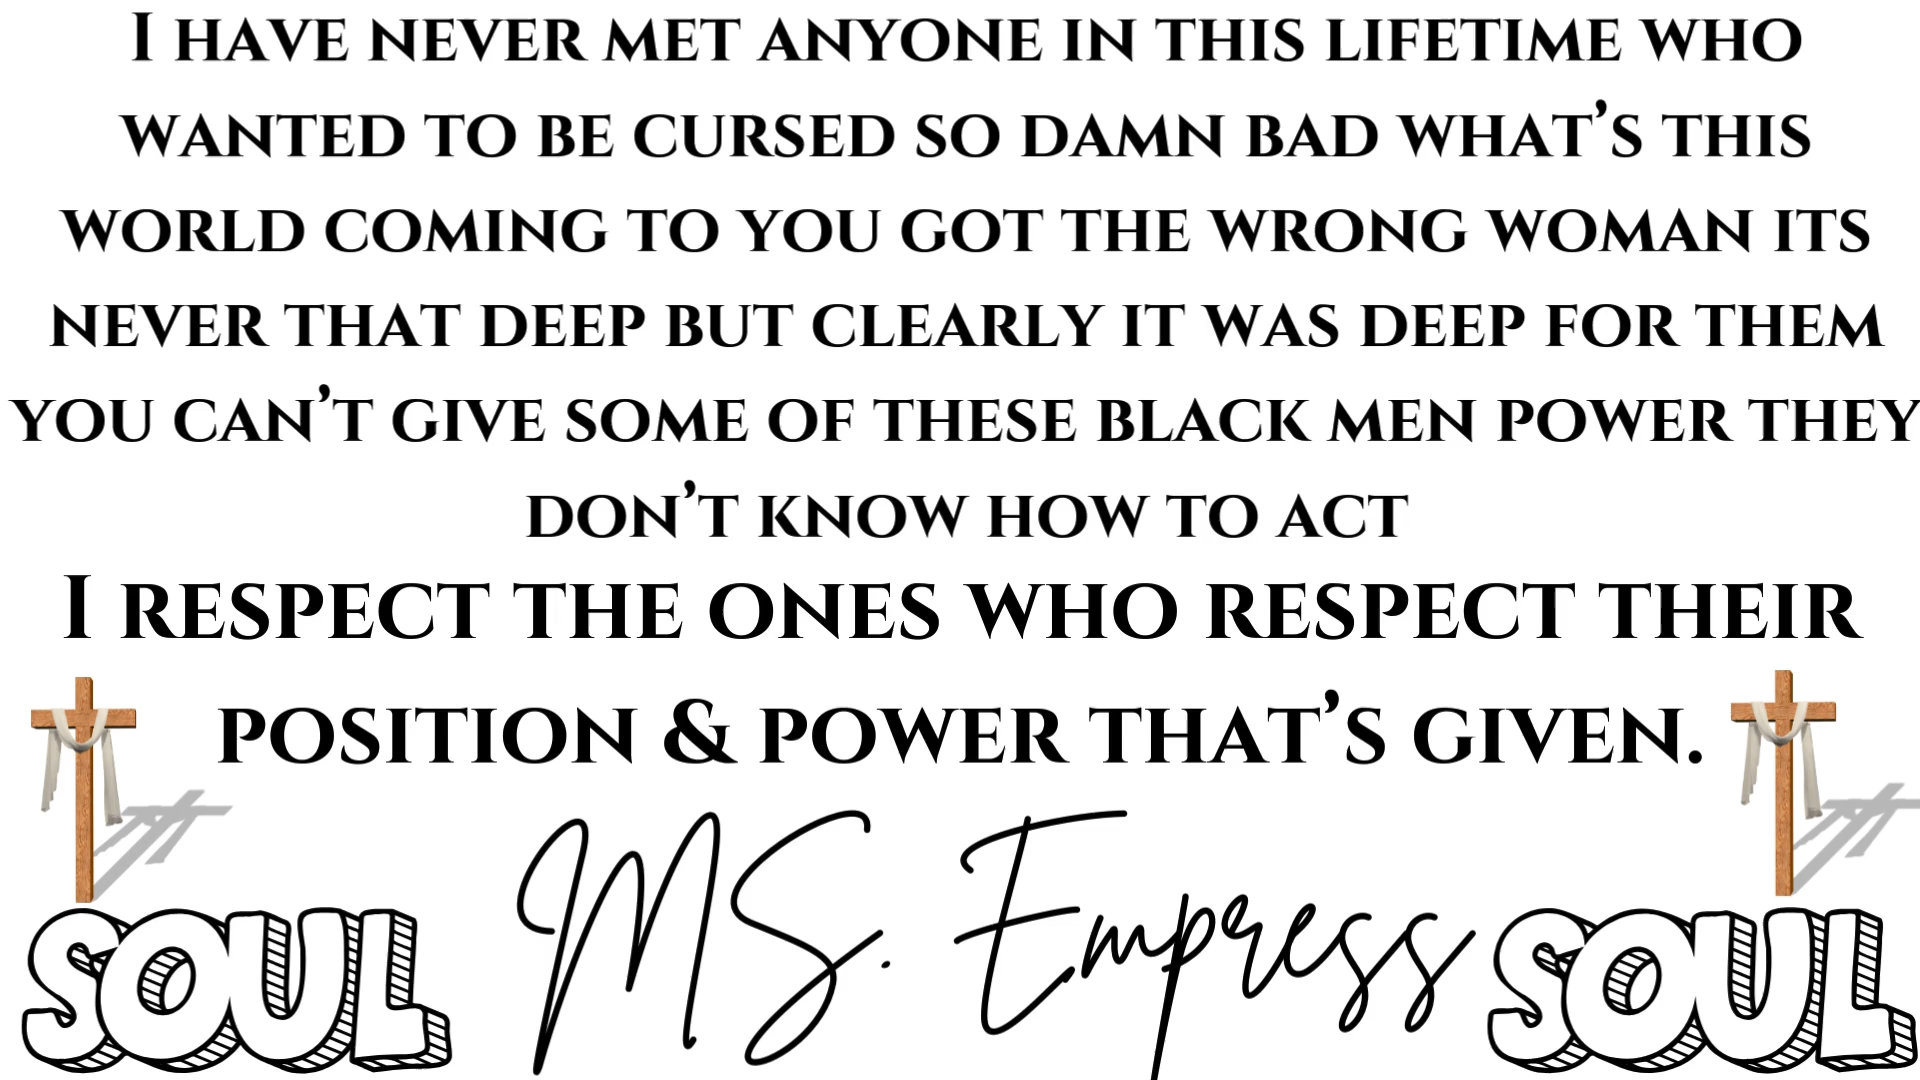 I HAVE NEVER MET ANYONE IN THIS LIFETIME WHO
WANTED TO BE CURSED SO DAMN BAD WHAT'S THIS
WORLD COMING TO YOU GOT THE WRONG WOMAN ITS
NEVER THAT DEEP BUT CLEARLY IT WAS DEEP FOR THEM
YOU CAN'T GIVE SOME OF THESE BLACK MEN POWER THEY
DON'T KNOW HOW TO ACT
I RESPECT THE ONES WHO RESPECT THEIR
POSITION & POWER THAT'S GIVEN.
MS. Empress
SOUL
SOUL